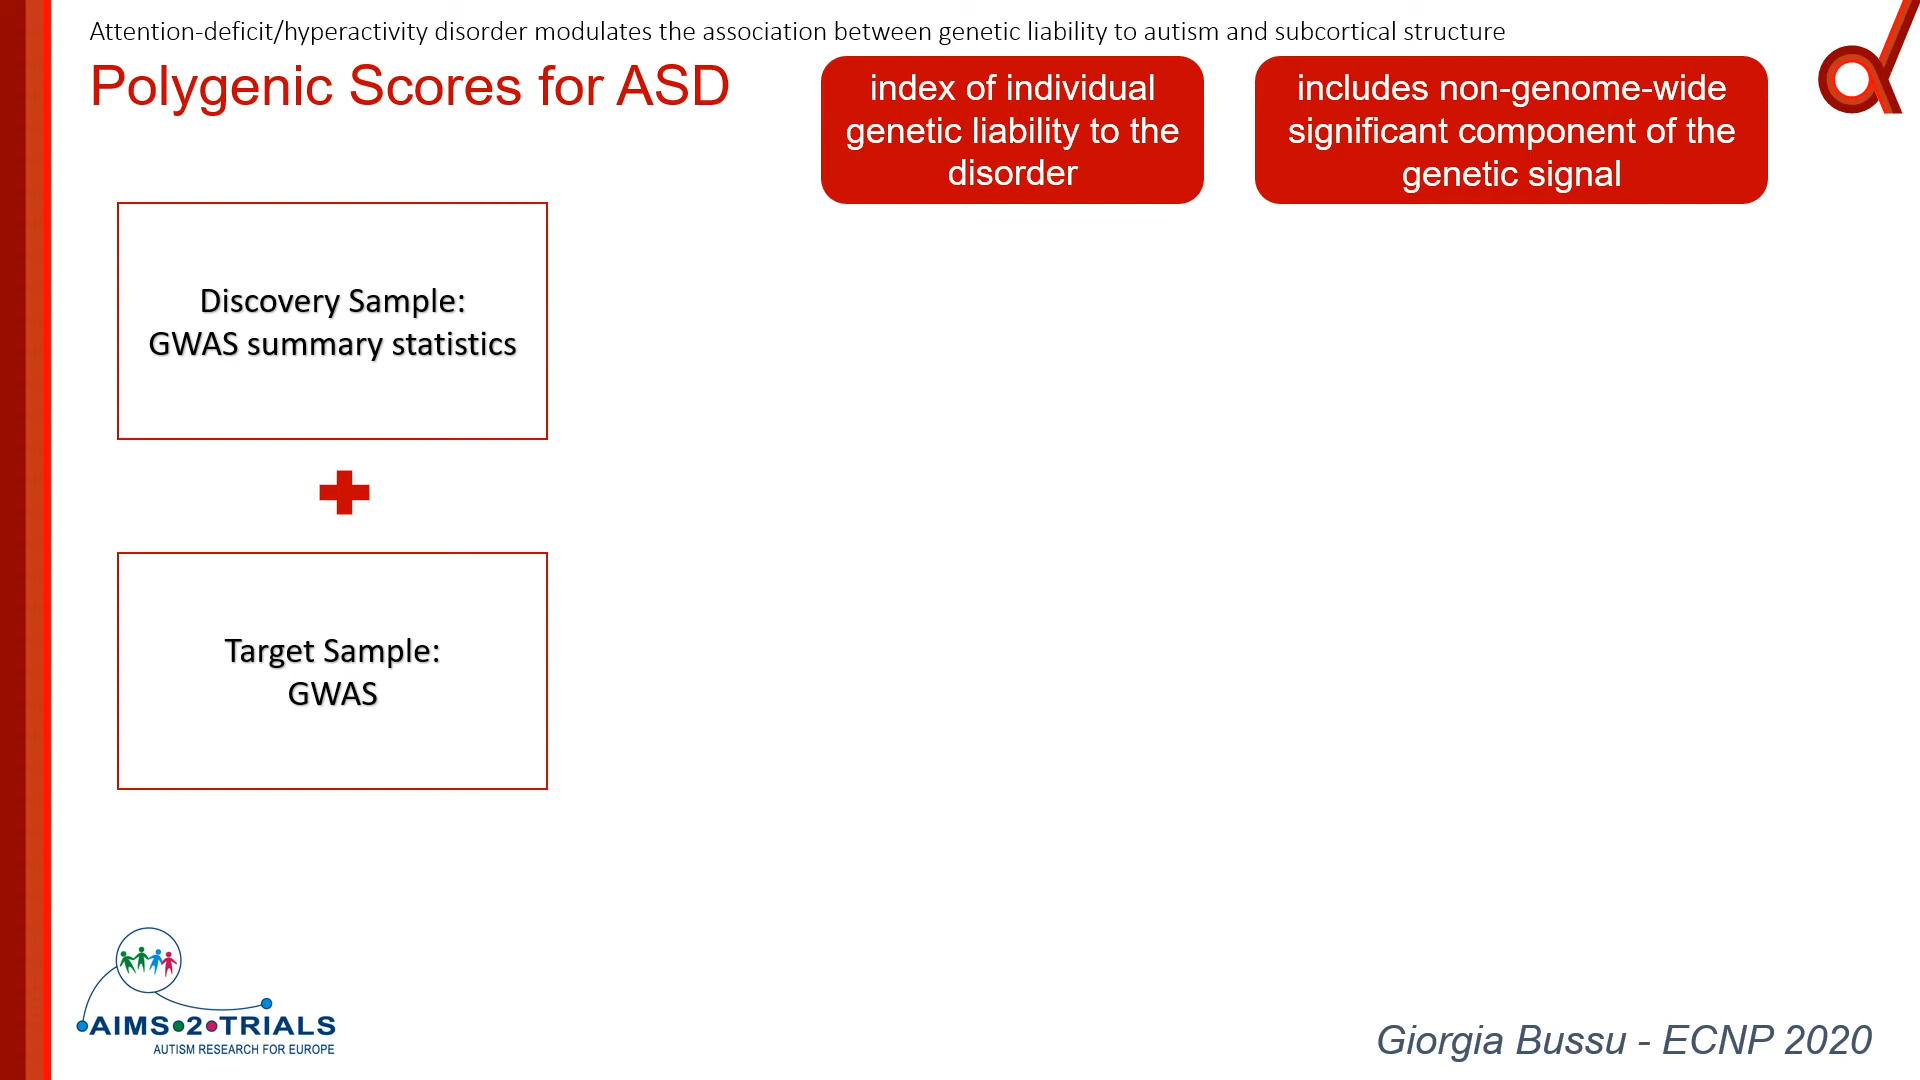 Attention-deficit/hyperactivity disorder modulates the association between genetic liability to autism and subcortical structure
Polygenic Scores for ASD
index of individual
genetic liability to the
disorder
includes non-genome-wide
significant component of the
genetic signal
Discovery Sample:
GWAS summary statistics
Target Sample:
GWAS
AIMS•2•TRIALS
AUTISM RESEARCH FOR EUROPE
Giorgia Bussu - ECNP 2020